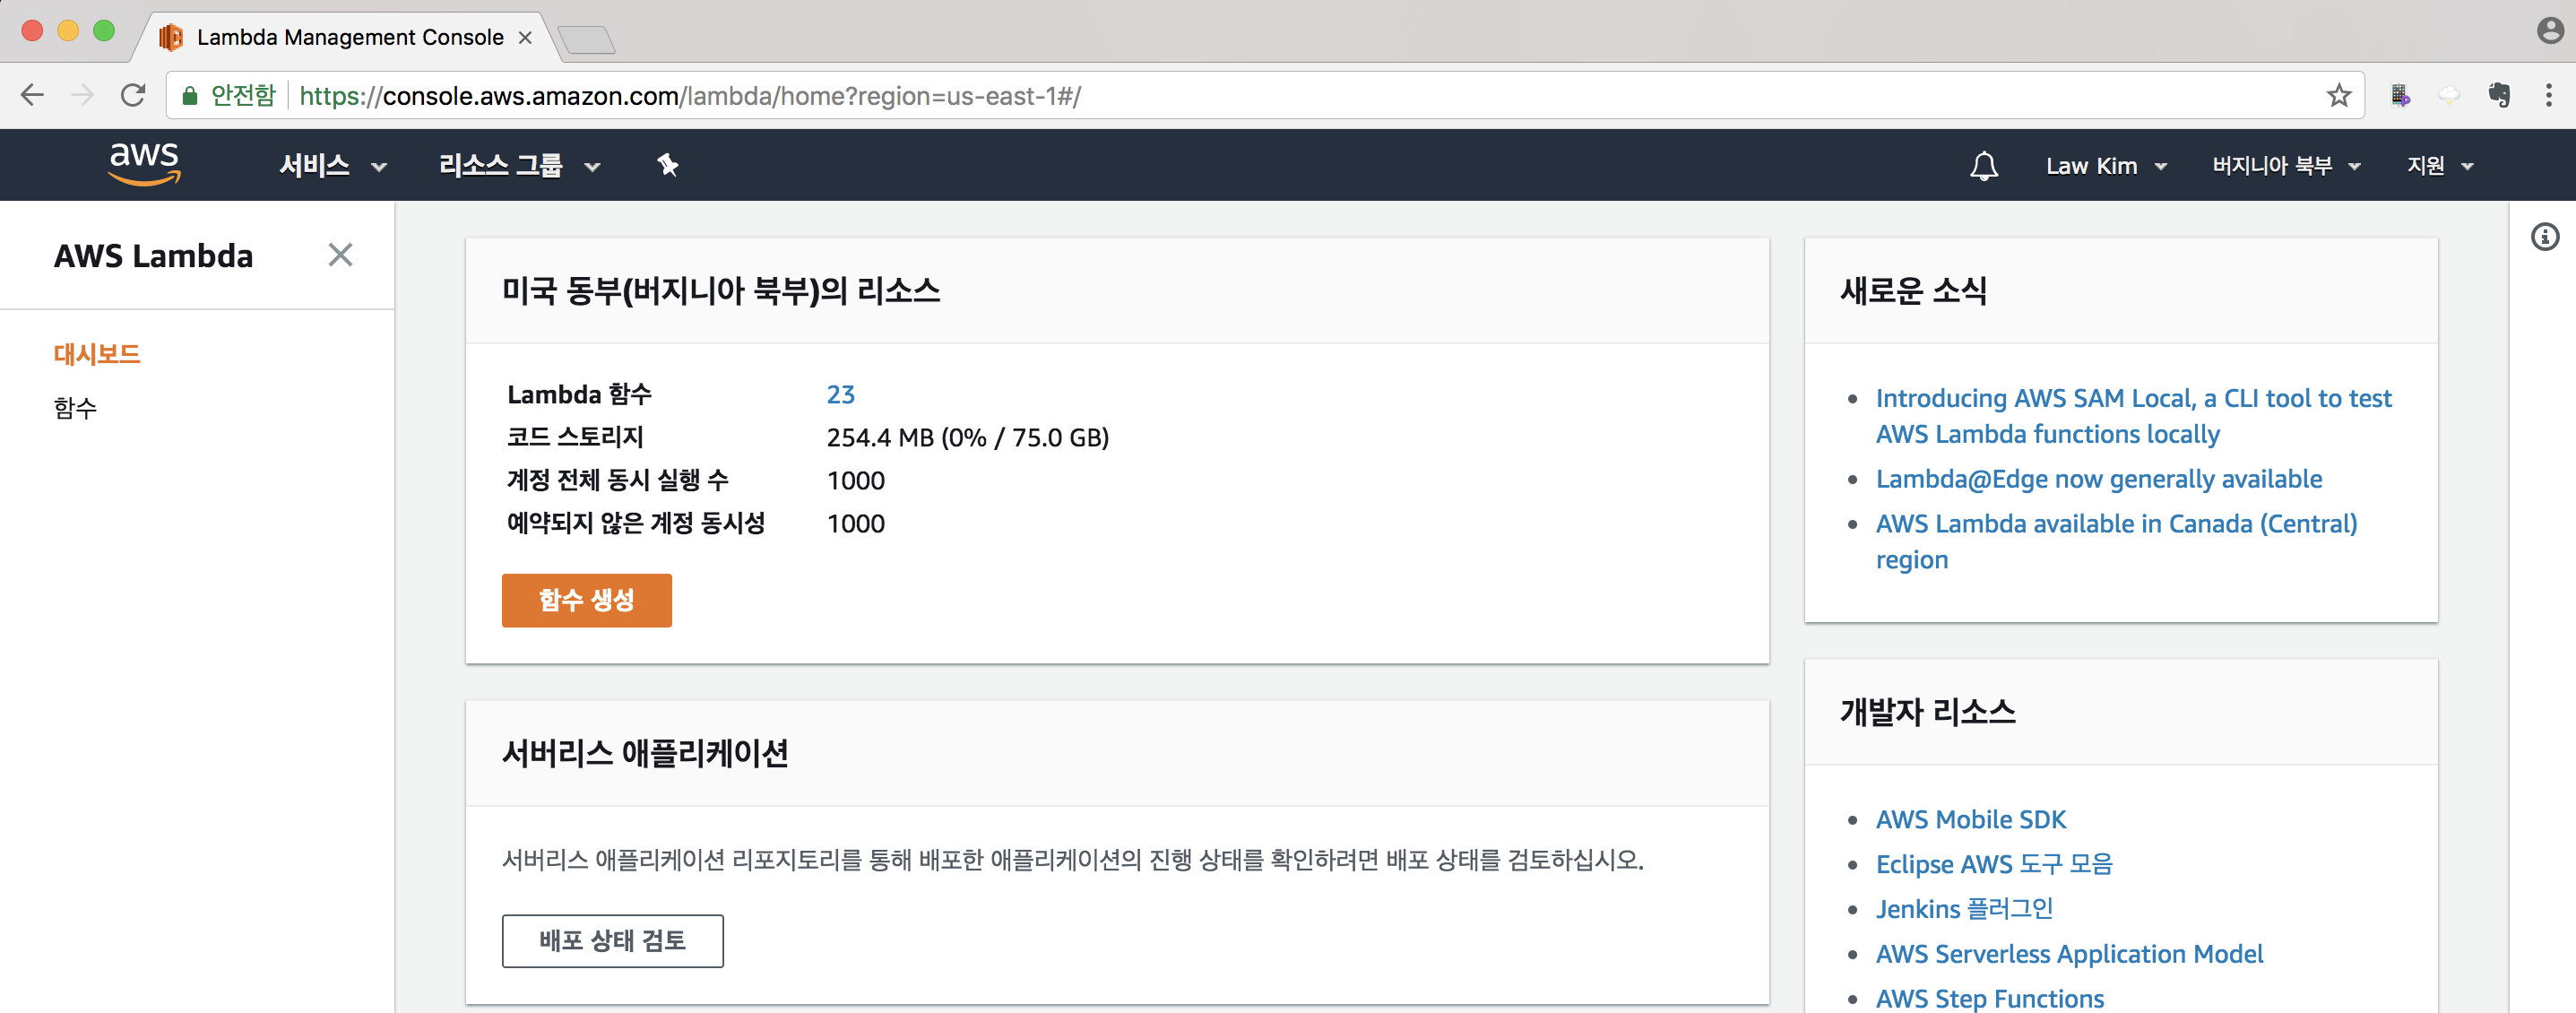 Lambda Management Console
안전함 https://console.aws.amazon.com/lambda/home?region=us-east-1#/
aws 서비스 리소스 그룹 Law Kim 버지니아 북부 지원
AWS Lambda
대시보드
함수
미국 동부(버지니아 북부)의 리소스
Lambda 함수 23
코드 스토리지 254.4 MB (0% / 75.0 GB)
계정 전체 동시 실행 수 1000
예약되지 않은 계정 동시성 1000
함수 생성
서버리스 애플리케이션
서버리스 애플리케이션 리포지토리를 통해 배포한 애플리케이션의 진행 상태를 확인하려면 배포 상태를 검토하십시오.
배포 상태 검토
새로운 소식
Introducing AWS SAM Local, a CLI tool to test
AWS Lambda functions locally
Lambda@Edge now generally available
AWS Lambda available in Canada (Central)
region
개발자 리소스
AWS Mobile SDK
Eclipse AWS 도구 모음
Jenkins 플러그인
AWS Serverless Application Model
AWS Step Functions